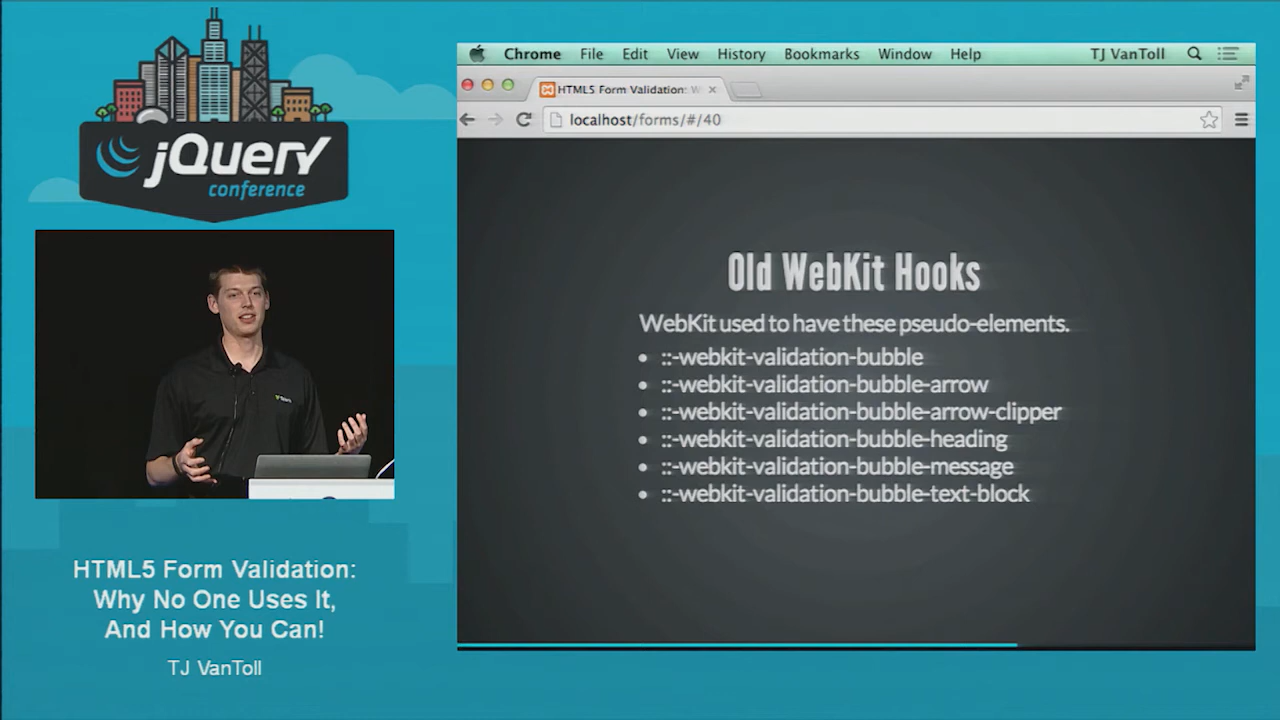 jQuery
conference
HTML5 Form Validation:
Why No One Uses It,
And How You Can!
TJ VanToll
Chrome File Edit View History Bookmarks Window Help TJ VanToll
HTML5 Form Validation:
localhost/forms/#/40
Old WebKit Hooks
WebKit used to have these pseudo-elements.
• ::-webkit-validation-bubble
• ::-webkit-validation-bubble-arrow
• ::-webkit-validation-bubble-arrow-clipper
• ::-webkit-validation-bubble-heading
• ::-webkit-validation-bubble-message
• ::-webkit-validation-bubble-text-block